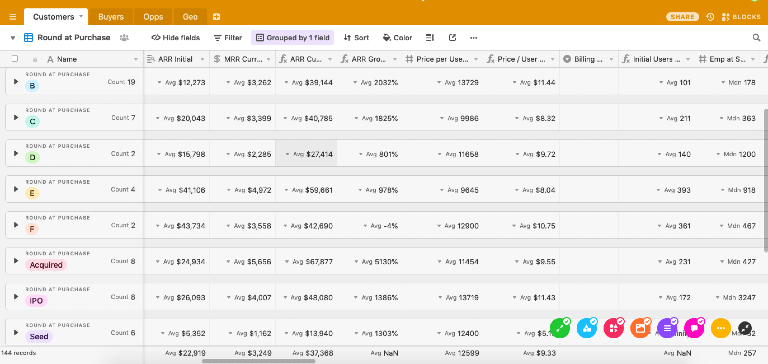 Customers Buyers Opps Geo SHARE BLOCKS
Round at Purchase Hide fields Filter Grouped by 1 field Sort Color
Name ARR Initial MRR Curr... ARR Cu... ARR Gro... Price per Use... Price / User ... Billing ... Initial Users ... Emp at S...
ROUND AT PURCHASE
B Count 19 Avg $12,273 Avg $3,262 Avg $39,144 Avg 2032% Avg 13729 Avg $11.44 Avg 101 Mdn 178
ROUND AT PURCHASE
C Count 7 Avg $20,043 Avg $3,399 Avg $40,785 Avg 1825% Avg 9986 Avg $8.32 Avg 211 Mdn 363
ROUND AT PURCHASE
D Count 2 Avg $15,798 Avg $2,285 Avg $27,414 Avg 801% Avg 11658 Avg $9.72 Avg 140 Mdn 1200
ROUND AT PURCHASE
E Count 4 Avg $41,106 Avg $4,972 Avg $59,661 Avg 978% Avg 9645 Avg $8.04 Avg 393 Mdn 918
ROUND AT PURCHASE
F Count 2 Avg $43,734 Avg $3,558 Avg $42,690 Avg -4% Avg 12900 Avg $10.75 Avg 361 Mdn 467
ROUND AT PURCHASE
Acquired Count 8 Avg $24,934 Avg $5,656 Avg $67,877 Avg 5130% Avg 11454 Avg $9.55 Avg 231 Mdn 427
ROUND AT PURCHASE
IPO Count 8 Avg $26,093 Avg $4,007 Avg $48,080 Avg 1386% Avg 13719 Avg $11.43 Avg 172 Mdn 3247
ROUND AT PURCHASE
Seed Count 6 Avg $5,352 Avg $1,162 Avg $13,940 Avg 1303% Avg 12400
144 records Avg $22,919 Avg $3,249 Avg $37,368 Avg NaN Avg 12599 Avg $9.33 Avg NaN Mdn 257